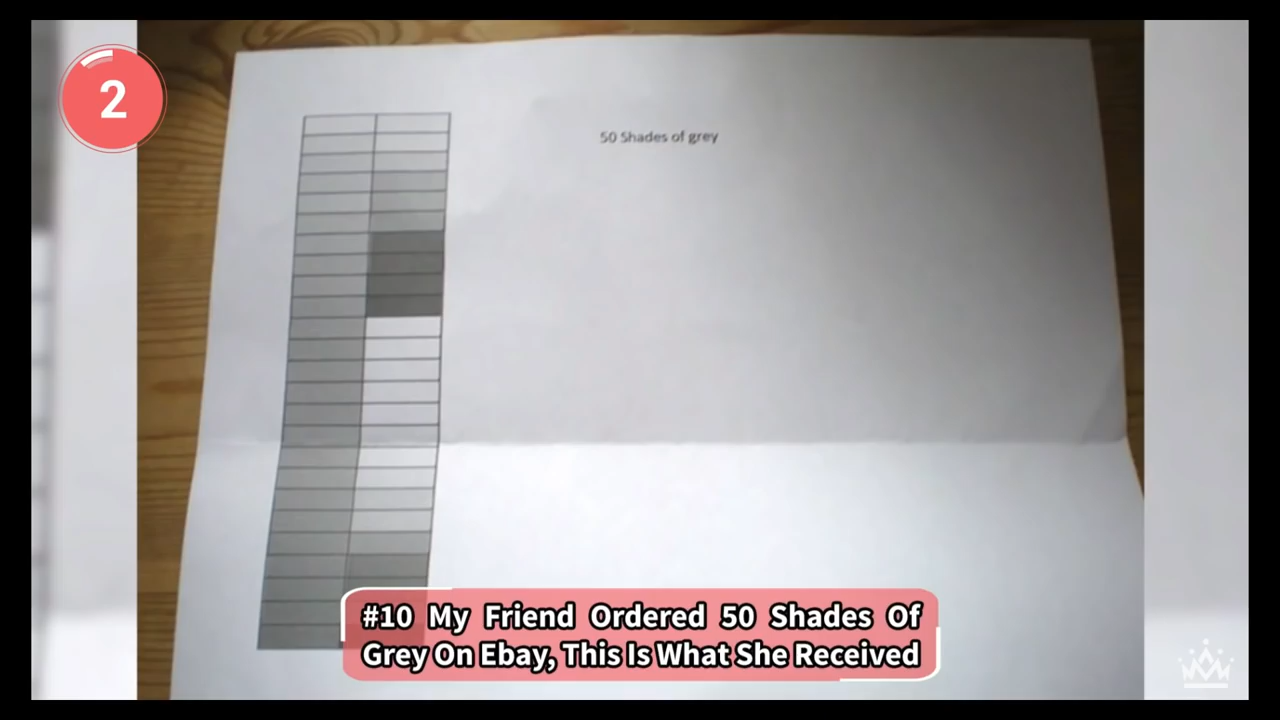 2
50 Shades of grey
#10 My Friend Ordered 50 Shades Of
Grey On Ebay, This Is What She Received